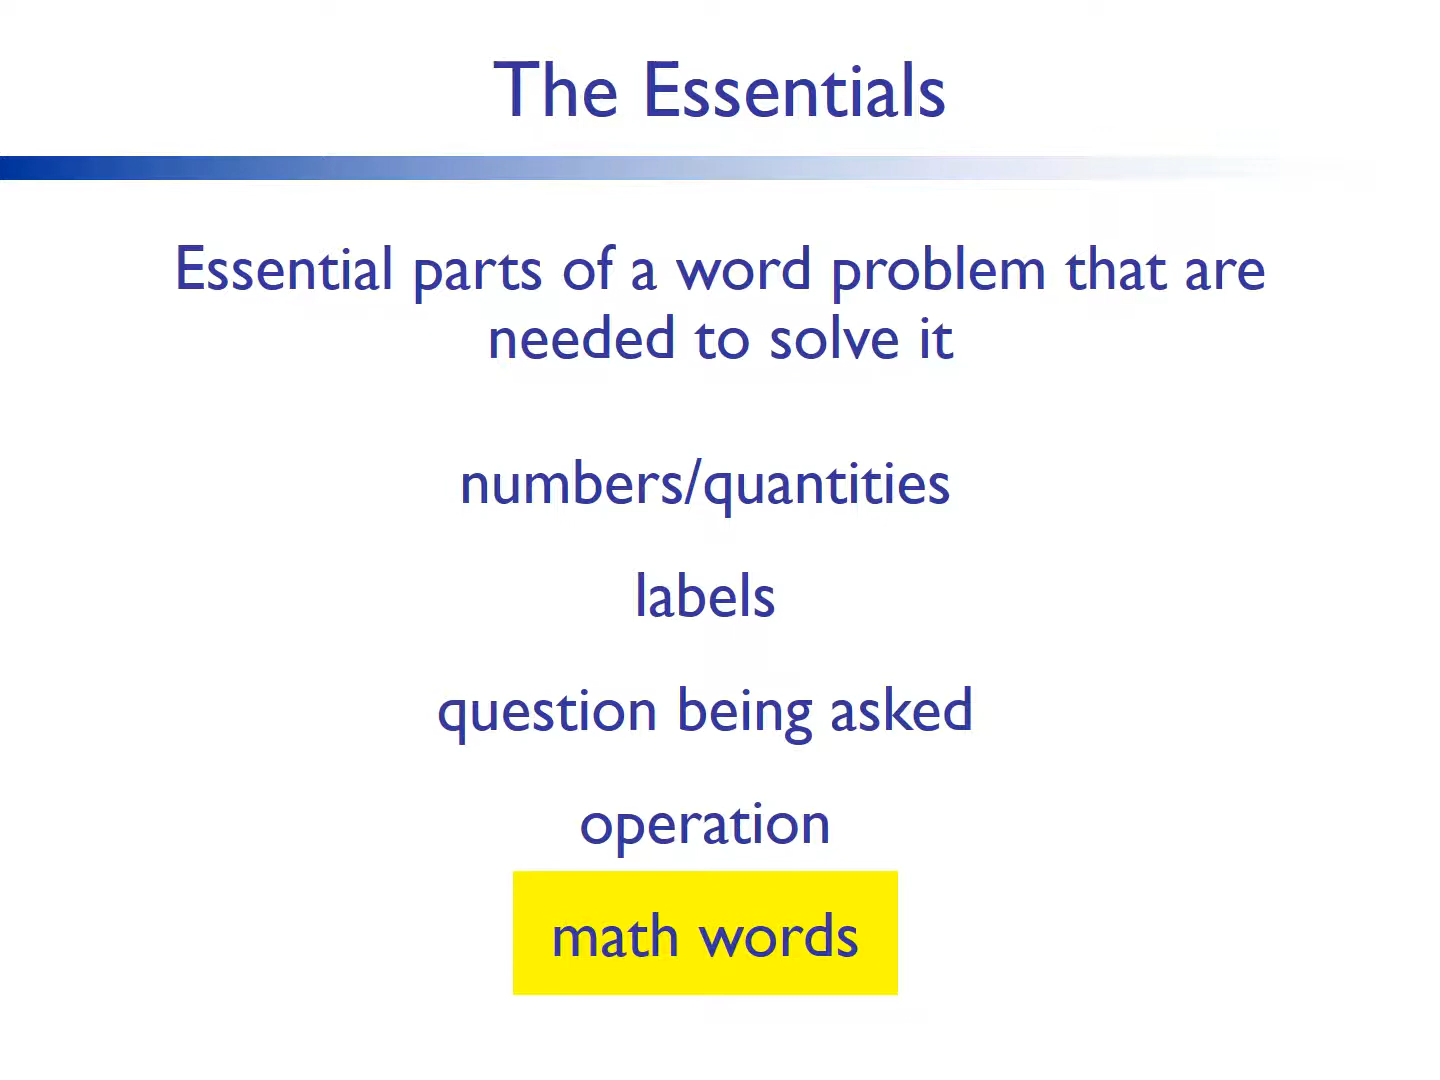 The Essentials
Essential parts of a word problem that are
needed to solve it
numbers/quantities
labels
question being asked
operation
math words